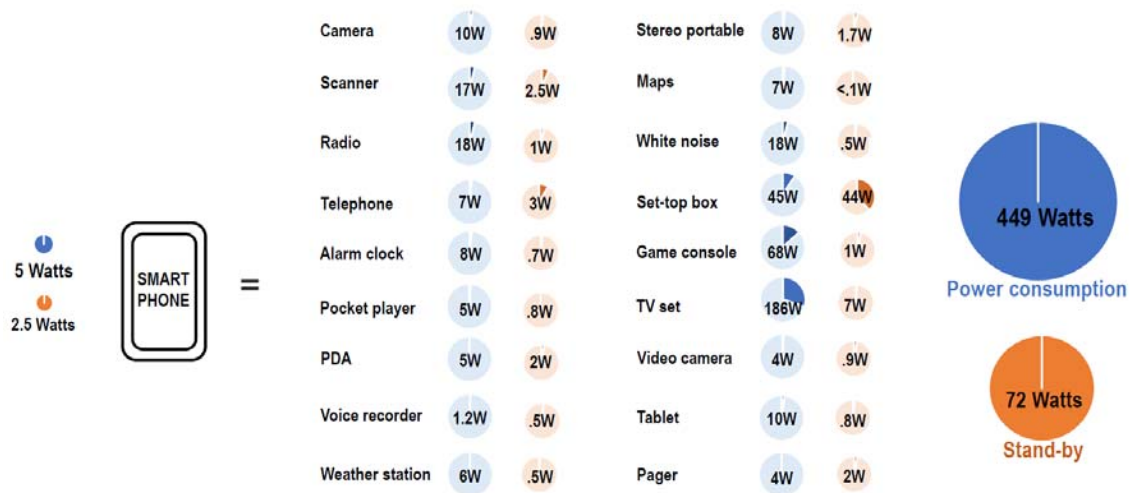 5 Watts
2.5 Watts
SMART
PHONE
=
Camera 10W .9W
Scanner 17W 2.5W
Radio 18W 1W
Telephone 7W 3W
Alarm clock 8W .7W
Pocket player 5W .8W
PDA 5W 2W
Voice recorder 1.2W .5W
Weather station 6W .5W
Stereo portable 8W 1.7W
Maps 7W <.1W
White noise 18W .5W
Set-top box 45W 44W
Game console 68W 1W
TV set 186W 7W
Video camera 4W .9W
Tablet 10W .8W
Pager 4W 2W
449 Watts
Power consumption
72 Watts
Stand-by